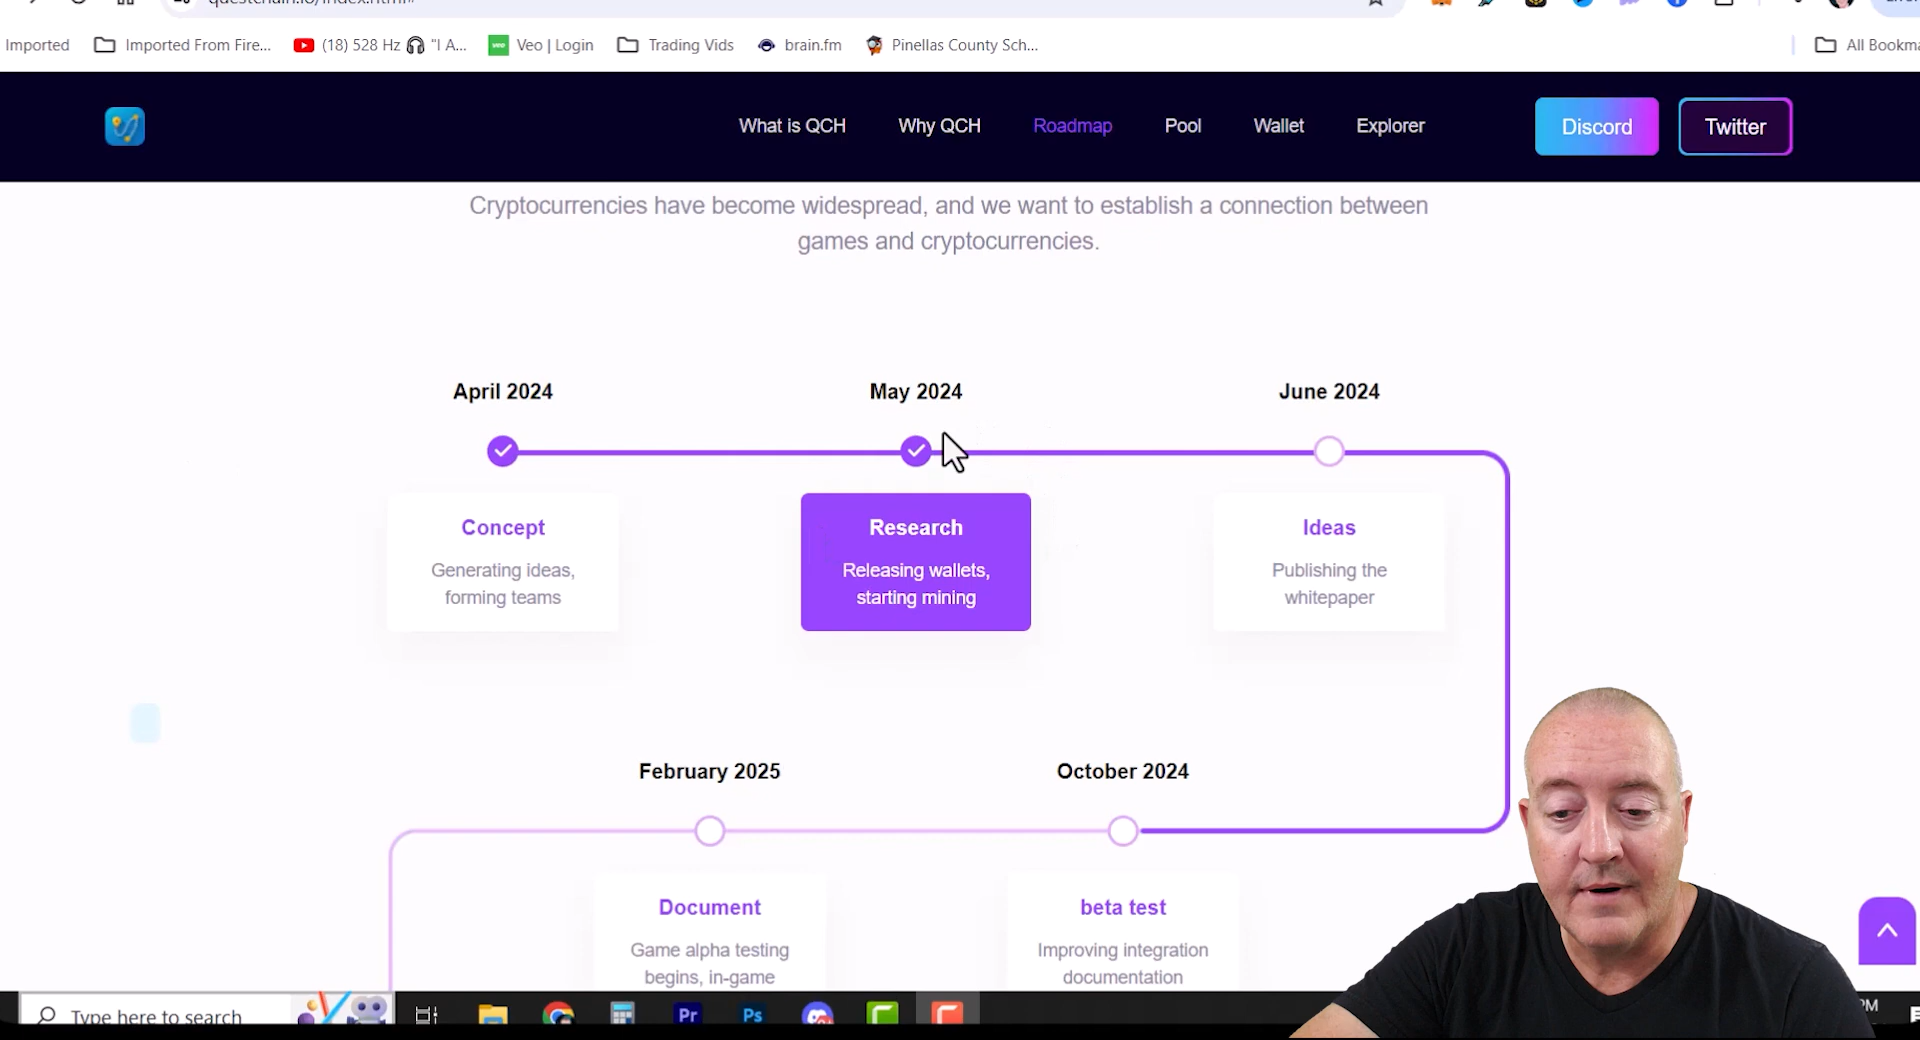 Imported
Imported From Fire...
(18) 528 Hz 🎧 "I A...
Veo | Login
Trading Vids
brain.fm
Pinellas County Sch...
What is QCH
Why QCH
Roadmap
Pool
Wallet
Explorer
Discord
Twitter
Cryptocurrencies have become widespread, and we want to establish a connection between
games and cryptocurrencies.
April 2024
May 2024
June 2024
Concept
Generating ideas,
forming teams
Research
Releasing wallets,
starting mining
Ideas
Publishing the
whitepaper
February 2025
October 2024
Document
Game alpha testing
begins, in-game
beta test
Improving integration
documentation
Type here to search
Pr
Ps
PM